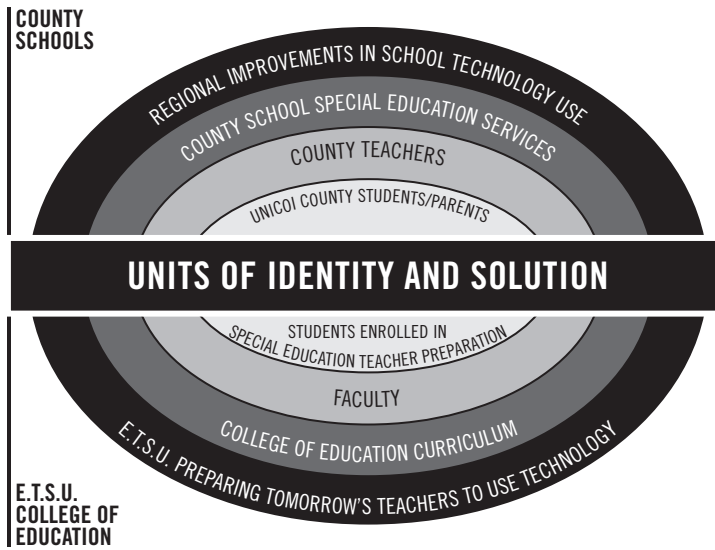 COUNTY
SCHOOLS
REGIONAL IMPROVEMENTS IN SCHOOL TECHNOLOGY USE
COUNTY SCHOOL SPECIAL EDUCATION SERVICES
COUNTY TEACHERS
UNICOI COUNTY STUDENTS/PARENTS
UNITS OF IDENTITY AND SOLUTION
STUDENTS ENROLLED IN
SPECIAL EDUCATION TEACHER PREPARATION
FACULTY
COLLEGE OF EDUCATION CURRICULUM
E.T.S.U. PREPARING TOMORROW'S TEACHERS TO USE TECHNOLOGY
E.T.S.U.
COLLEGE OF
EDUCATION